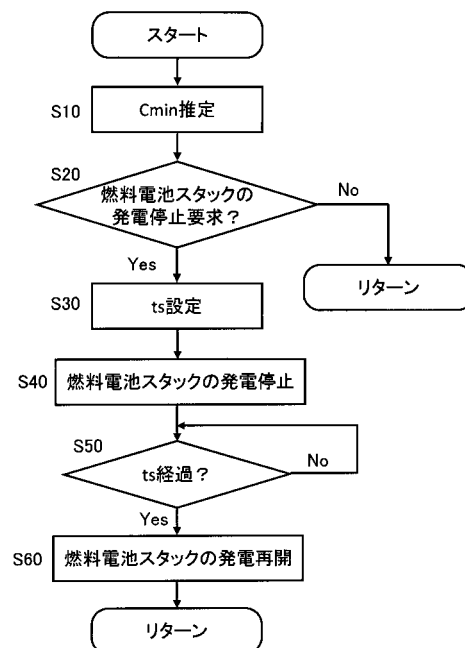 スタート
S10
Cmin推定
S20
燃料電池スタックの
発電停止要求？
No
Yes
リターン
S30
ts設定
S40
燃料電池スタックの発電停止
S50
ts経過？
No
Yes
S60
燃料電池スタックの発電再開
リターン